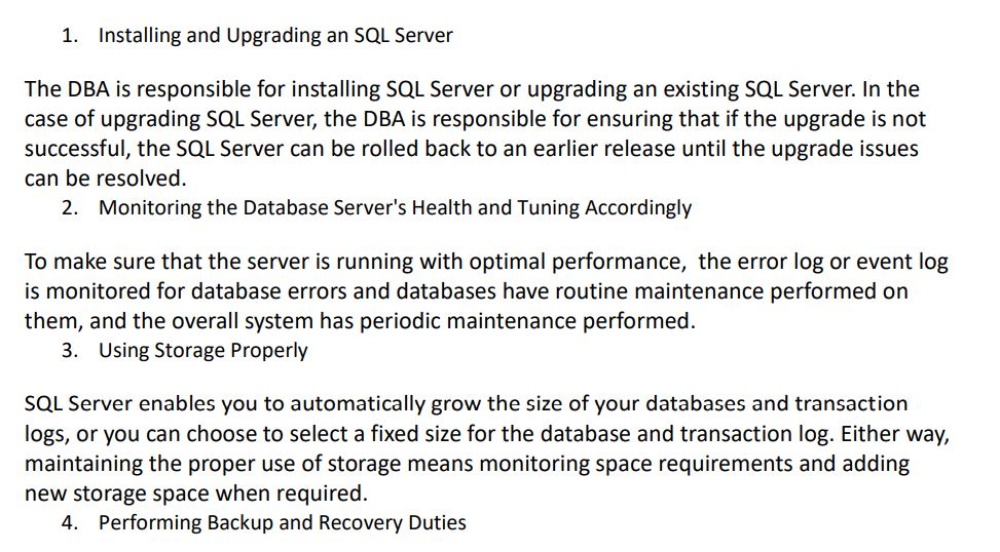 1. Installing and Upgrading an SQL Server
The DBA is responsible for installing SQL Server or upgrading an existing SQL Server. In the
case of upgrading SQL Server, the DBA is responsible for ensuring that if the upgrade is not
successful, the SQL Server can be rolled back to an earlier release until the upgrade issues
can be resolved.
2. Monitoring the Database Server's Health and Tuning Accordingly
To make sure that the server is running with optimal performance, the error log or event log
is monitored for database errors and databases have routine maintenance performed on
them, and the overall system has periodic maintenance performed.
3. Using Storage Properly
SQL Server enables you to automatically grow the size of your databases and transaction
logs, or you can choose to select a fixed size for the database and transaction log. Either way,
maintaining the proper use of storage means monitoring space requirements and adding
new storage space when required.
4. Performing Backup and Recovery Duties